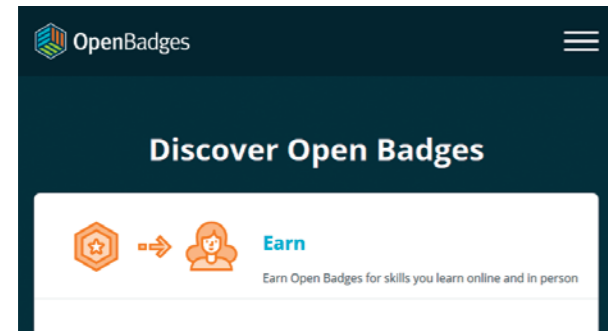 OpenBadges
Discover Open Badges
Earn
Earn Open Badges for skills you learn online and in person